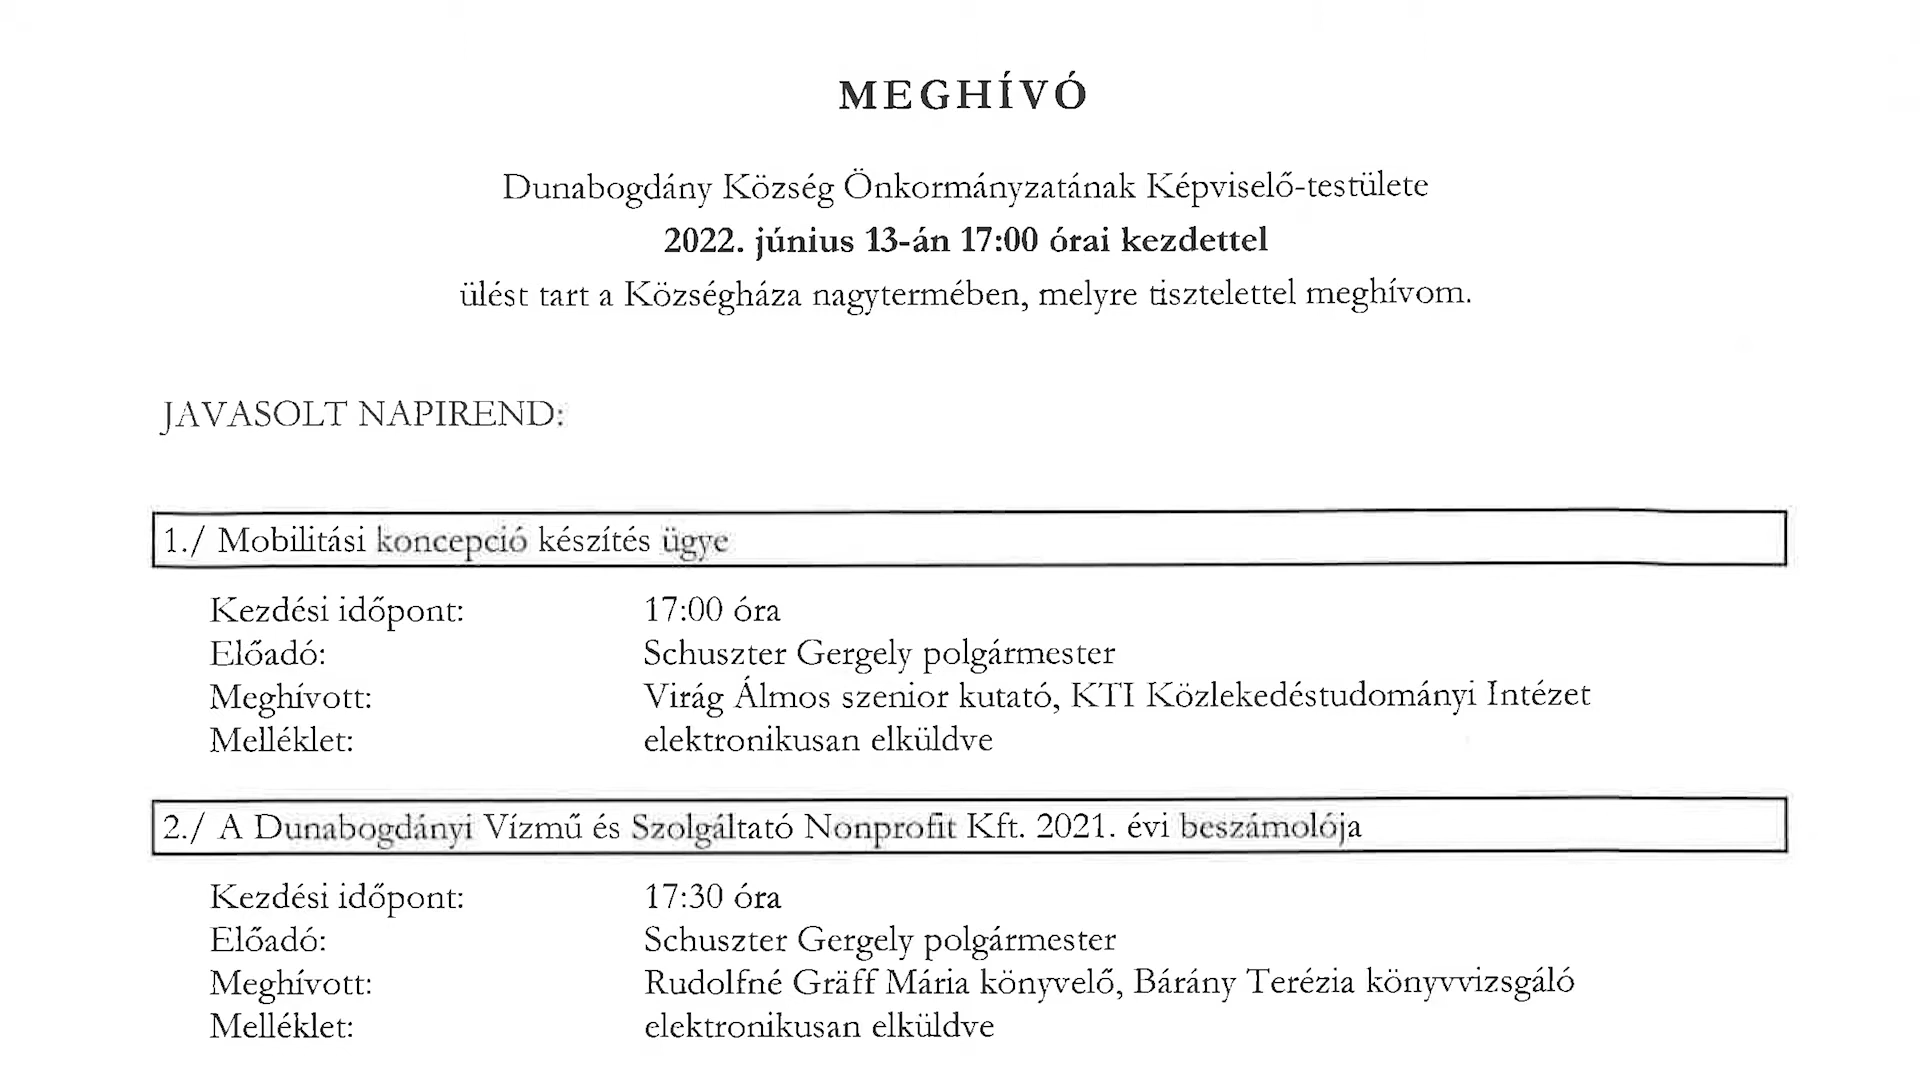 MEGHÍVÓ
Dunabogdány Község Önkormányzatának Képviselő-testülete
2022. június 13-án 17:00 órai kezdettel
ülést tart a Községháza nagytermében, melyre tisztelettel meghívom.
JAVASOLT NAPIREND:
1./ Mobilitási koncepció készítés ügye
Kezdési időpont: 17:00 óra
Előadó: Schuszter Gergely polgármester
Meghívott: Virág Álmos szenior kutató, KTI Közlekedéstudományi Intézet
Melléklet: elektronikusan elküldve
2./ A Dunabogdányi Vízmű és Szolgáltató Nonprofit Kft. 2021. évi beszámolója
Kezdési időpont: 17:30 óra
Előadó: Schuszter Gergely polgármester
Meghívott: Rudolfné Gräff Mária könyvelő, Bárány Terézia könyvvizsgáló
Melléklet: elektronikusan elküldve